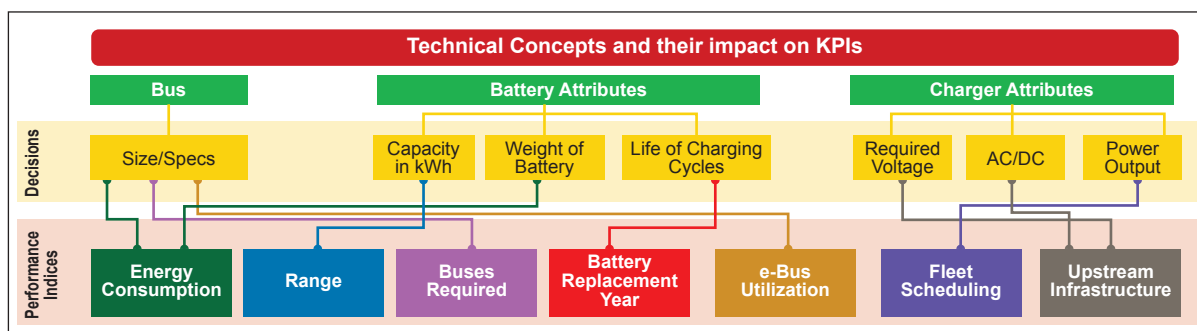 Technical Concepts and their impact on KPIs
Bus
Battery Attributes
Charger Attributes
Decisions
Size/Specs
Capacity
in kWh
Weight of
Battery
Life of Charging
Cycles
Required
Voltage
AC/DC
Power
Output
Performance
Indices
Energy
Consumption
Range
Buses
Required
Battery
Replacement
Year
e-Bus
Utilization
Fleet
Scheduling
Upstream
Infrastructure